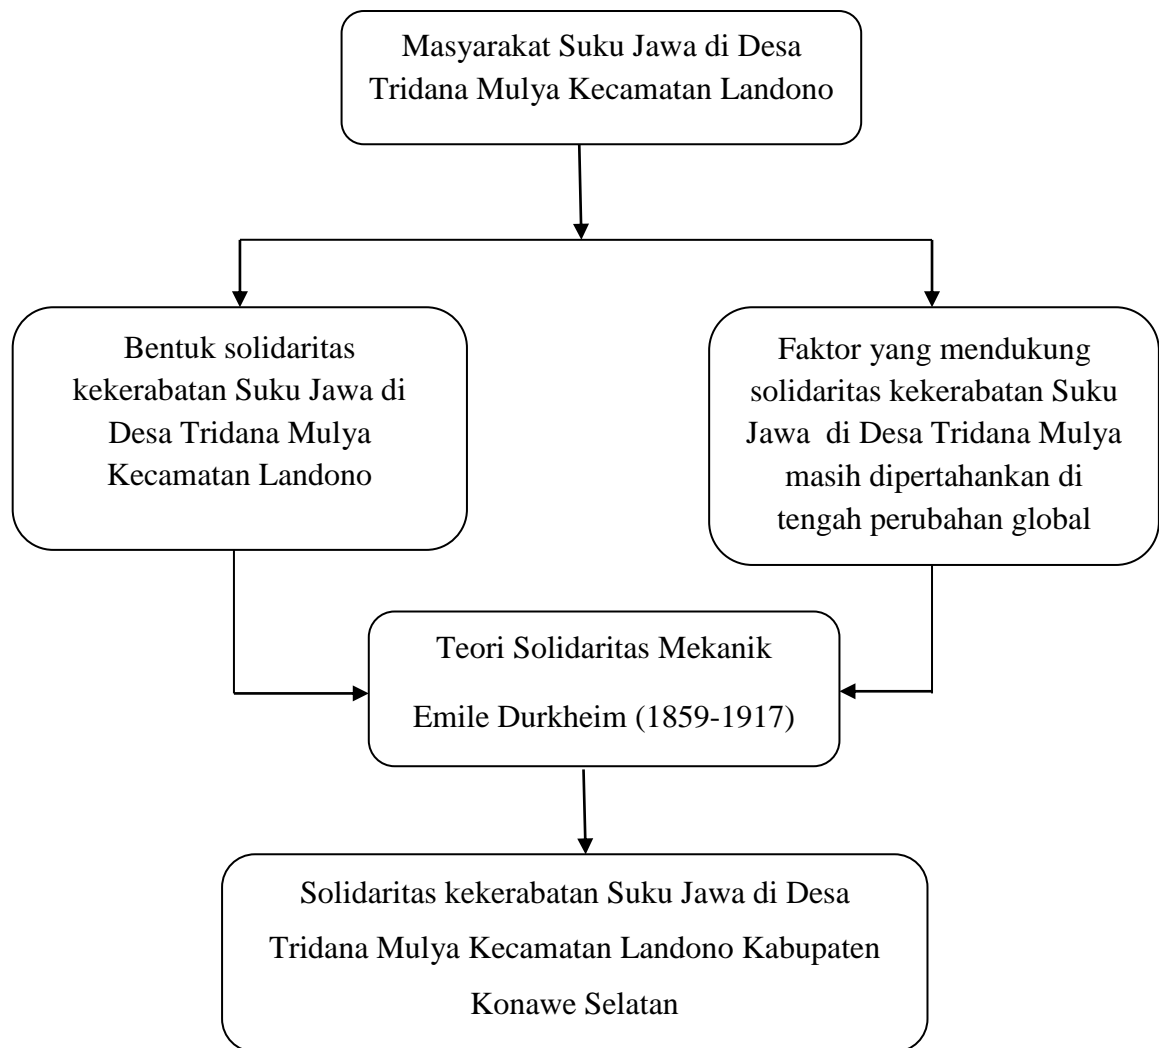 Masyarakat Suku Jawa di Desa
Tridana Mulya Kecamatan Landono
Bentuk solidaritas
kekerabatan Suku Jawa di
Desa Tridana Mulya
Kecamatan Landono
Faktor yang mendukung
solidaritas kekerabatan Suku
Jawa di Desa Tridana Mulya
masih dipertahankan di
tengah perubahan global
Teori Solidaritas Mekanik
Emile Durkheim (1859-1917)
Solidaritas kekerabatan Suku Jawa di Desa
Tridana Mulya Kecamatan Landono Kabupaten
Konawe Selatan